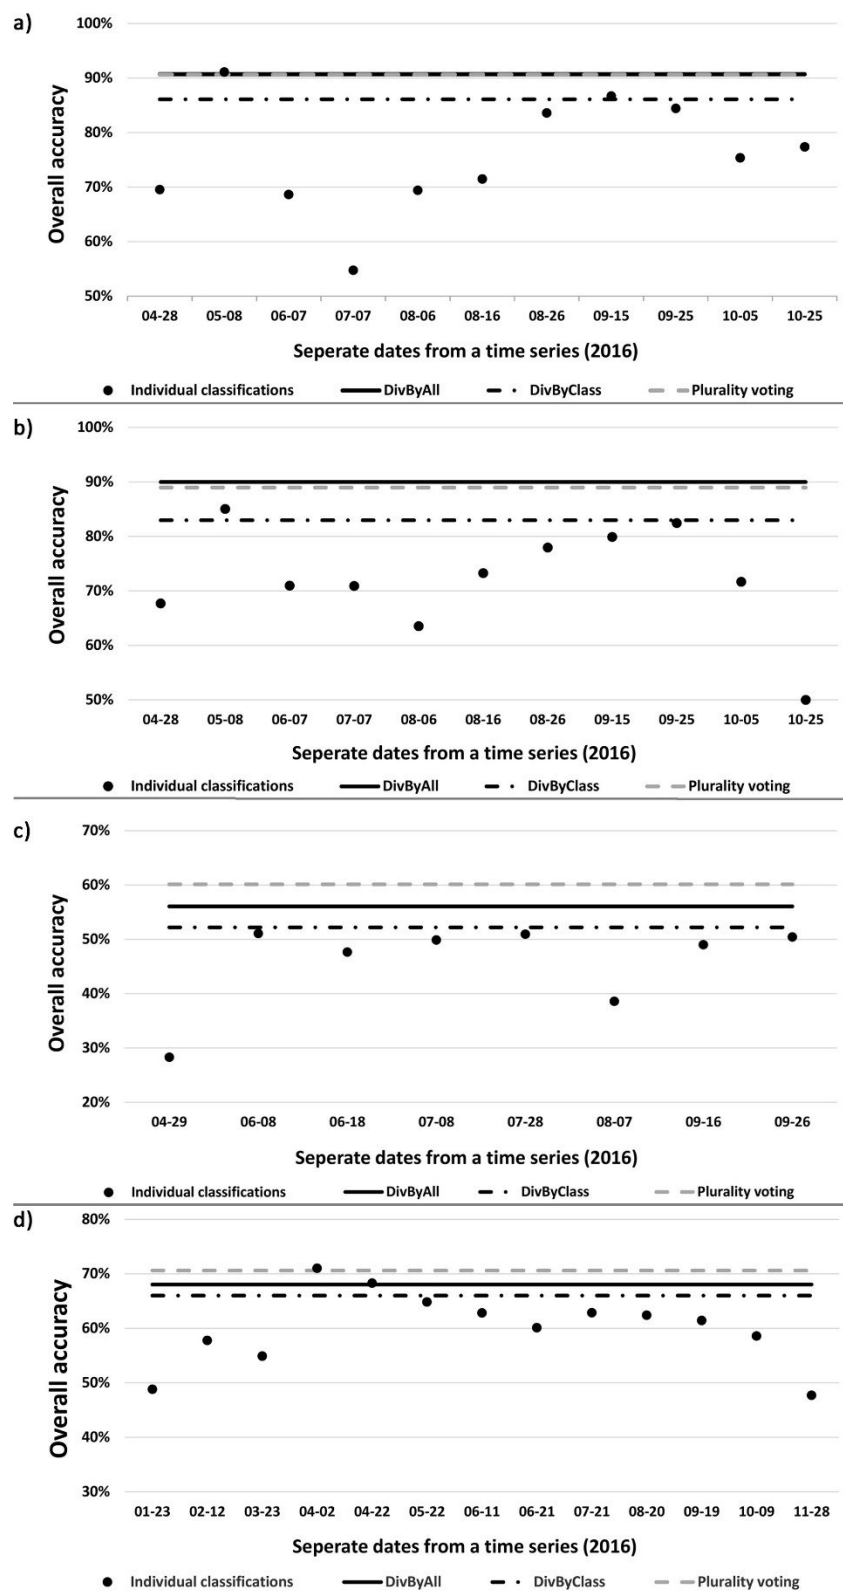 a)
100%
90%
80%
70%
60%
50%
Overall accuracy
04-28 05-08 06-07 07-07 08-06 08-16 08-26 09-15 09-25 10-05 10-25
Seperate dates from a time series (2016)
Individual classifications DivByAll DivByClass Plurality voting
b)
100%
90%
80%
70%
60%
50%
Overall accuracy
04-28 05-08 06-07 07-07 08-06 08-16 08-26 09-15 09-25 10-05 10-25
Seperate dates from a time series (2016)
Individual classifications DivByAll DivByClass Plurality voting
c)
70%
60%
50%
40%
30%
20%
Overall accuracy
04-29 06-08 06-18 07-08 07-28 08-07 09-16 09-26
Seperate dates from a time series (2016)
Individual classifications DivByAll DivByClass Plurality voting
d)
80%
70%
60%
50%
40%
30%
Overall accuracy
01-23 02-12 03-23 04-02 04-22 05-22 06-11 06-21 07-21 08-20 09-19 10-09 11-28
Seperate dates from a time series (2016)
Individual classifications DivByAll DivByClass Plurality voting